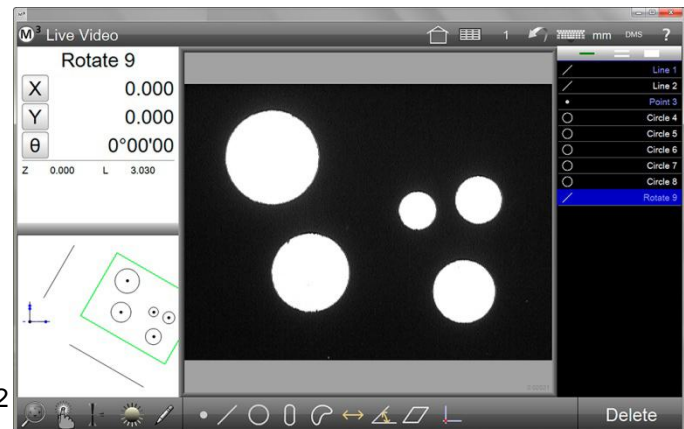 M³ Live Video
1 mm DMS ?
Rotate 9
X 0.000
Y 0.000
θ 0°00'00
Z 0.000 L 3.030
Line 1
Line 2
Point 3
Circle 4
Circle 5
Circle 6
Circle 7
Circle 8
Rotate 9
2
Delete